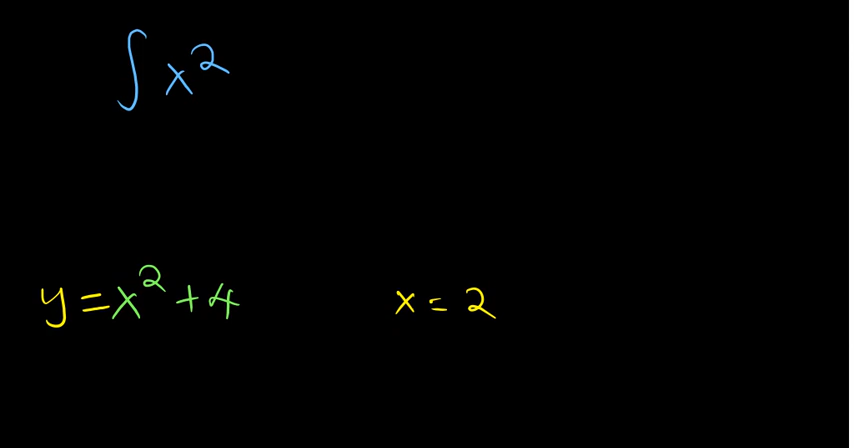 ∫ x²
y = x² + 4
x = 2